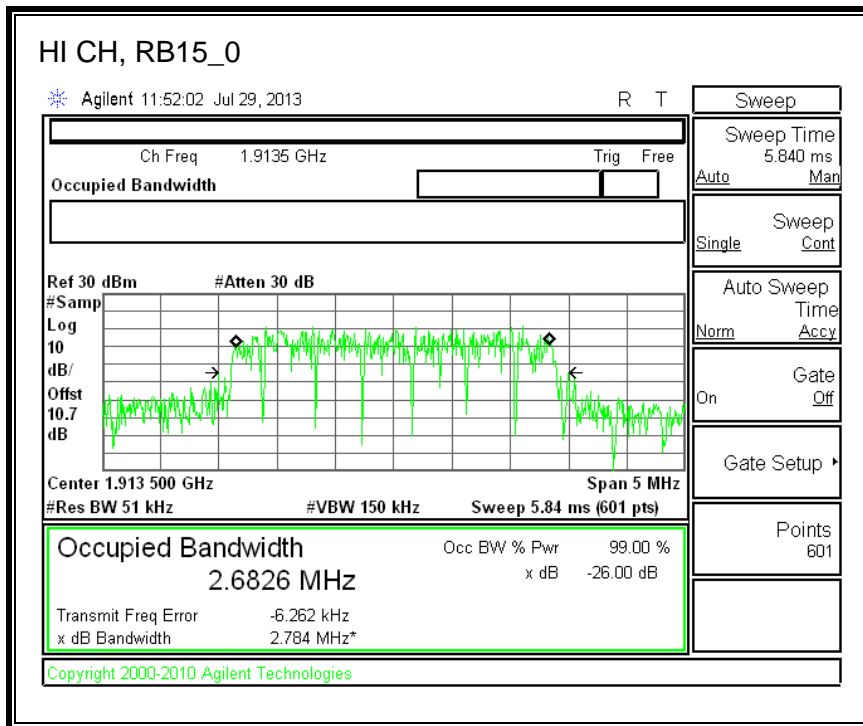 HI CH, RB15_0
Agilent 11:52:02 Jul 29, 2013 R T
Ch Freq 1.9135 GHz Trig Free
Occupied Bandwidth
Ref 30 dBm #Atten 30 dB
#Samp
Log
10
dB/
Offst
10.7
dB
Center 1.913 500 GHz Span 5 MHz
#Res BW 51 kHz #VBW 150 kHz Sweep 5.84 ms (601 pts)
Occupied Bandwidth
2.6826 MHz
Occ BW % Pwr 99.00 %
x dB -26.00 dB
Transmit Freq Error -6.262 kHz
x dB Bandwidth 2.784 MHz*
Copyright 2000-2010 Agilent Technologies
Sweep
Sweep Time
5.840 ms
Auto Man
Sweep
Single Cont
Auto Sweep
Time
Norm Accy
Gate
On Off
Gate Setup
Points
601